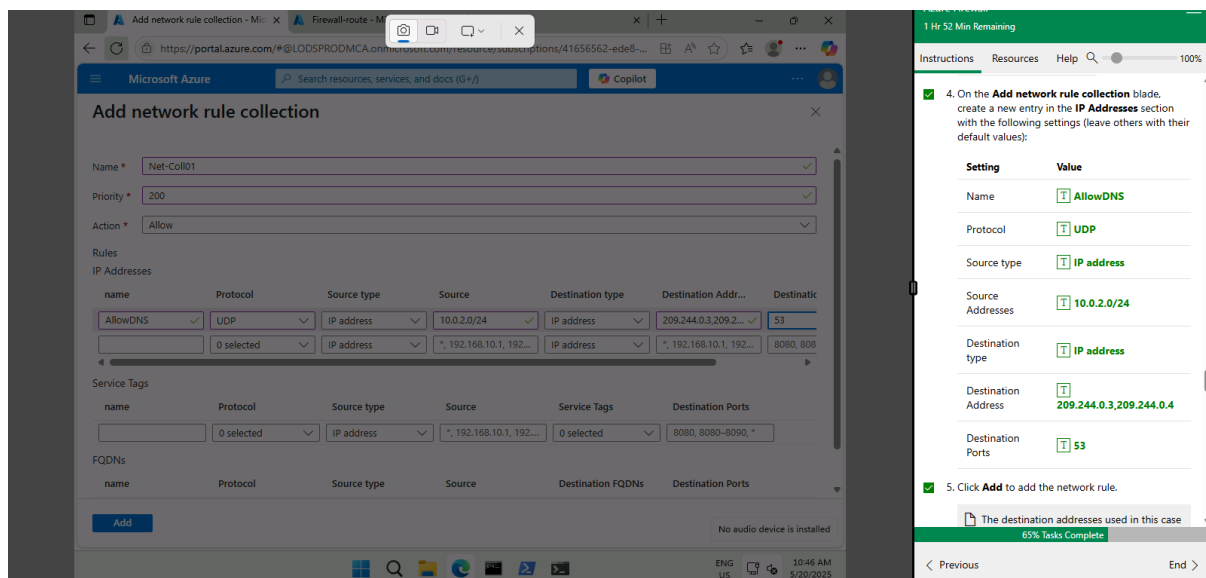 Add network rule collection - Mic
Firewall-route - M
https://portal.azure.com/#@LODSPRODMCA.onmicrosoft.com/resource/subscriptions/41656562-ede8-...
Microsoft Azure
Search resources, services, and docs (G+/)
Copilot
Add network rule collection
Name *
Net-Coll01
Priority *
200
Action *
Allow
Rules
IP Addresses
name Protocol Source type Source Destination type Destination Addr... Destinatic
AllowDNS UDP IP address 10.0.2.0/24 IP address 209.244.0.3,209.2... 53
0 selected IP address *, 192.168.10.1, 192... IP address *, 192.168.10.1, 192... 8080, 808
Service Tags
name Protocol Source type Source Service Tags Destination Ports
0 selected IP address *, 192.168.10.1, 192.... 0 selected 8080, 8080-8090, *
FQDNs
name Protocol Source type Source Destination FQDNs Destination Ports
Add
No audio device is installed
ENG
US
10:46 AM
5/20/2025
1 Hr 52 Min Remaining
Instructions Resources Help 100%
4. On the Add network rule collection blade,
create a new entry in the IP Addresses section
with the following settings (leave others with their
default values):
Setting Value
Name T AllowDNS
Protocol T UDP
Source type T IP address
Source
Addresses
T 10.0.2.0/24
Destination
type
T IP address
Destination
Address
T
209.244.0.3,209.244.0.4
Destination
Ports
T 53
5. Click Add to add the network rule.
The destination addresses used in this case
65% Tasks Complete
Previous End